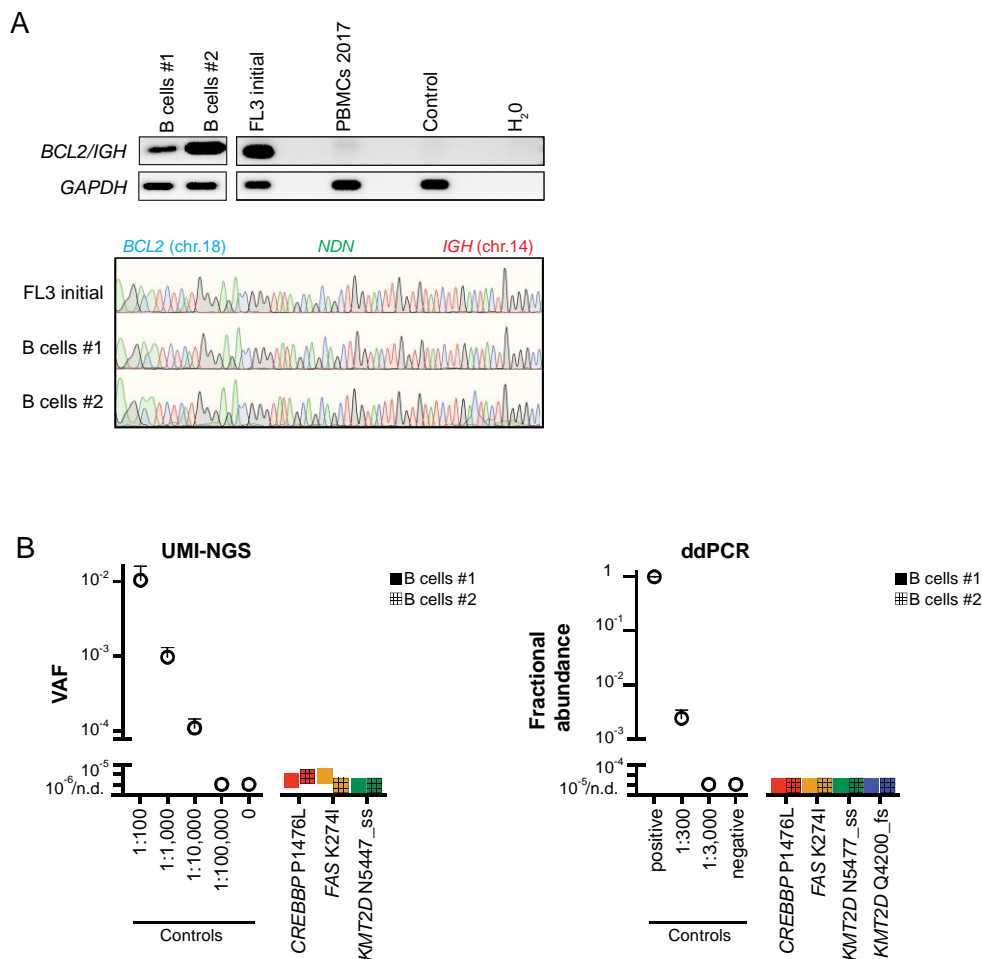 A
B cells #1
B cells #2
FL3 initial
PBMCs 2017
Control
H20
BCL2/IGH
GAPDH
BCL2 (chr.18) NDN IGH (chr.14)
FL3 initial
B cells #1
B cells #2
B
UMI-NGS
B cells #1
B cells #2
VAF
10-2
10-3
10-4
10-5
10-6/n.d.
1:100
1:1,000
1:10,000
1:100,000
0
Controls
CREBBP P1476L
FAS K274I
KMT2D N5447_ss
ddPCR
B cells #1
B cells #2
Fractional
abundance
1
10-1
10-2
10-3
10-4
10-5/n.d.
positive
1:300
1:3,000
negative
Controls
CREBBP P1476L
FAS K274I
KMT2D N5477_ss
KMT2D Q4200_fs